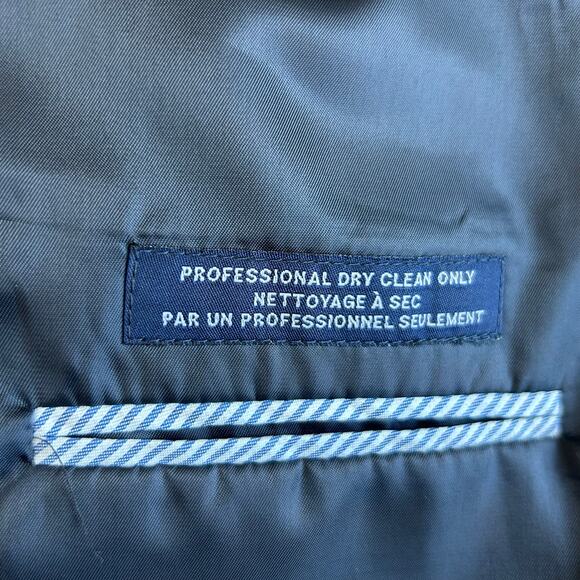 PROFESSIONAL DRY CLEAN ONLY
NETTOYAGE À SEC
PAR UN PROFESSIONNEL SEULEMENT